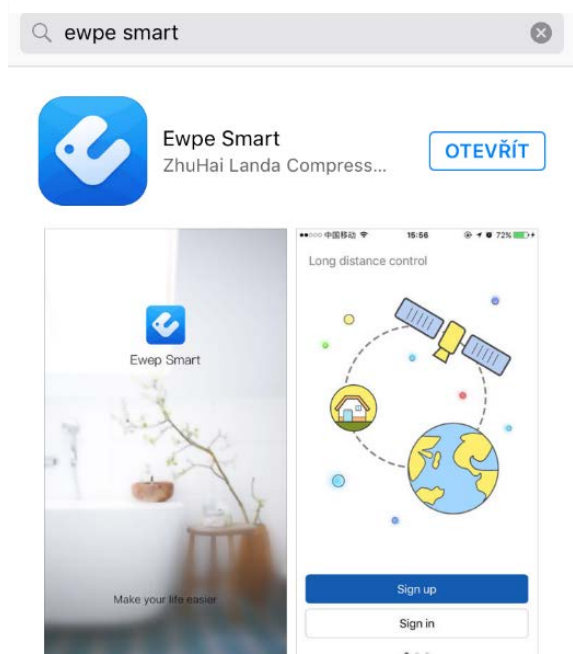 ewpe smart
Ewpe Smart
ZhuHai Landa Compress...
OTEVŘÍT
Ewep Smart
Make your life easier
中国移动 15:56 72%
Long distance control
Sign up
Sign in